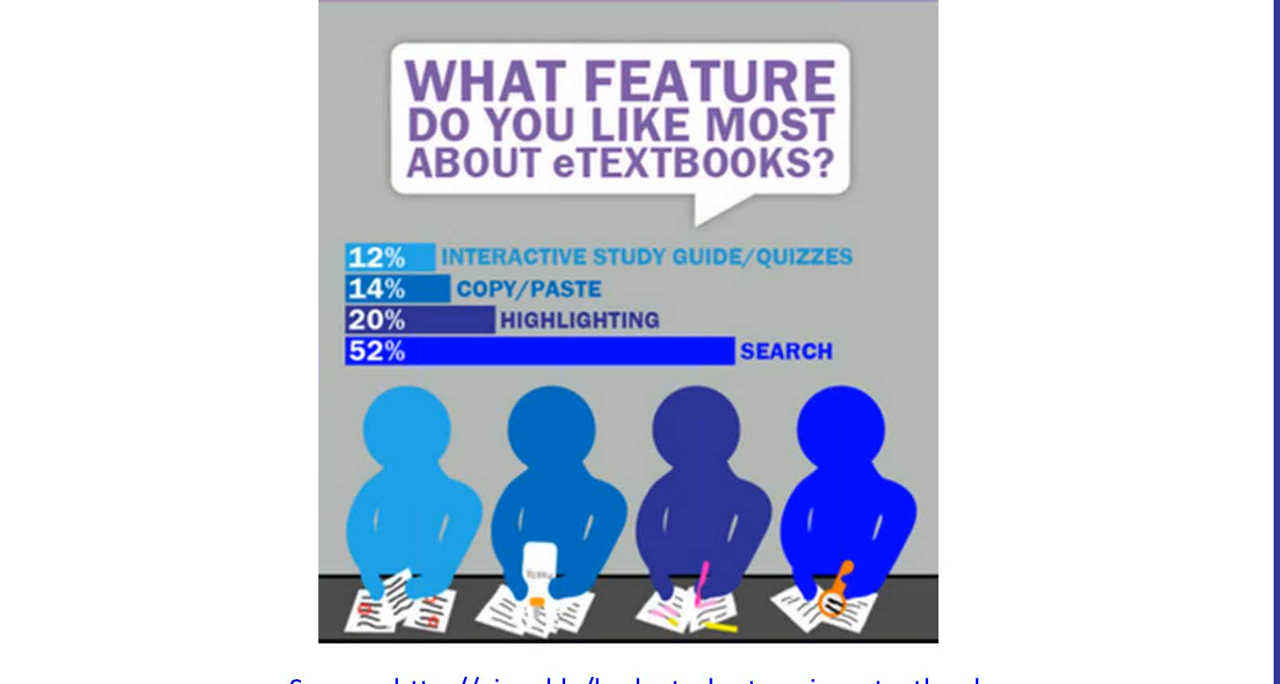 WHAT FEATURE
DO YOU LIKE MOST
ABOUT eTEXTBOOKS?
12% INTERACTIVE STUDY GUIDE/QUIZZES
14% COPY/PASTE
20% HIGHLIGHTING
52% SEARCH